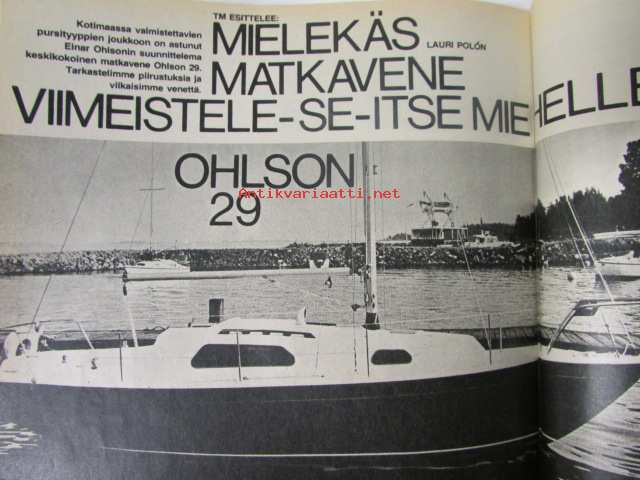 Kotimaassa valmistettavien
pursityyppien joukkoon on astunut
Einar Ohlsonin suunnittelema
keskikokoinen matkavene Ohlson 29.
Tarkastelimme piirustuksia ja
vilkaisimme venettä.
TM ESITTELEE:
MIELEKÄS
LAURI POLÓN
MATKAVENE
VIIMEISTELE-SE-ITSE MIEHELLE
OHLSON
29
Antikvariaatti.net